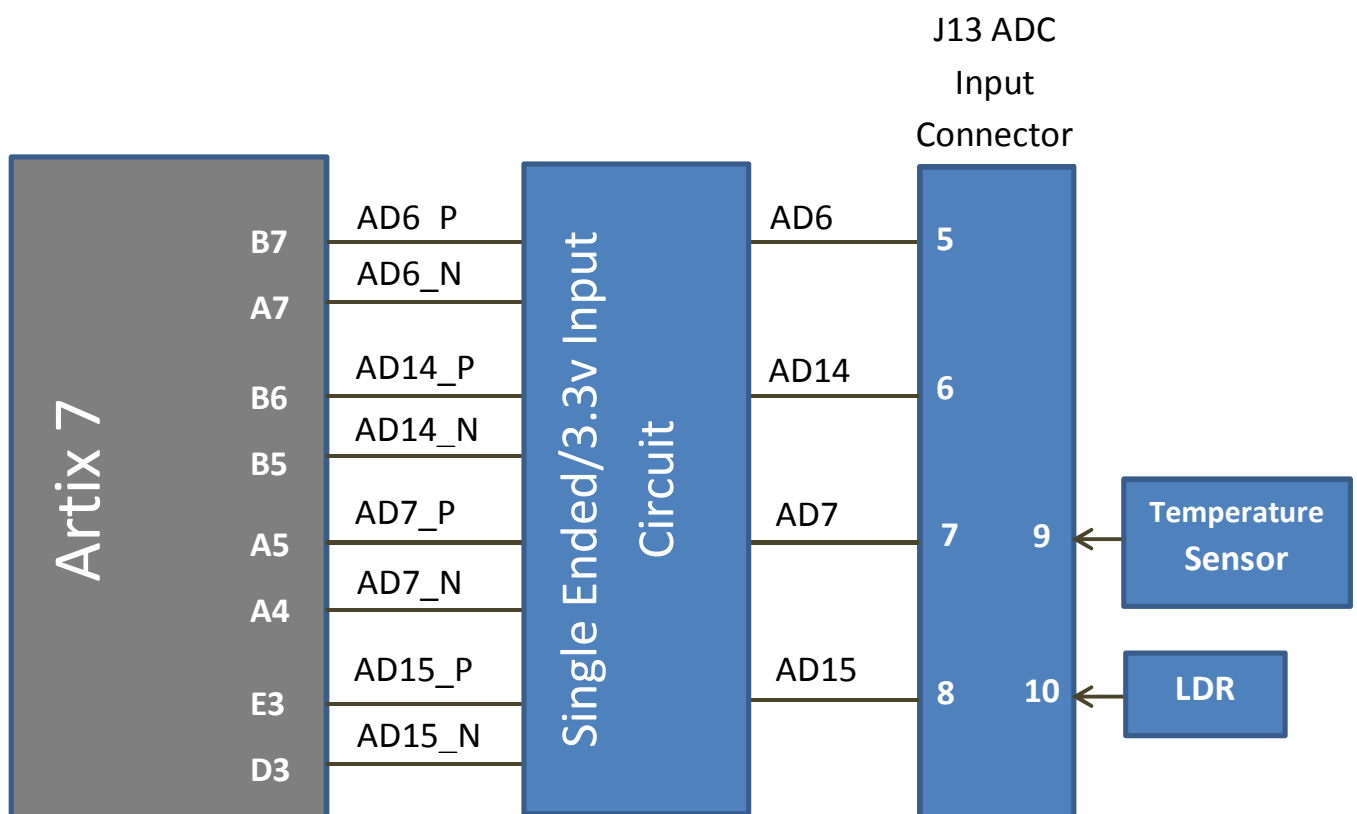 J13 ADC
Input
Connector
AD6 P
B7
AD6_N
A7
AD14_P
B6
AD14_N
B5
AD7_P
A5
AD7_N
A4
AD15_P
E3
AD15_N
D3
Artix 7
Single Ended/3.3v Input
Circuit
AD6
5
AD14
6
AD7
7
9
AD15
8
10
Temperature
Sensor
LDR